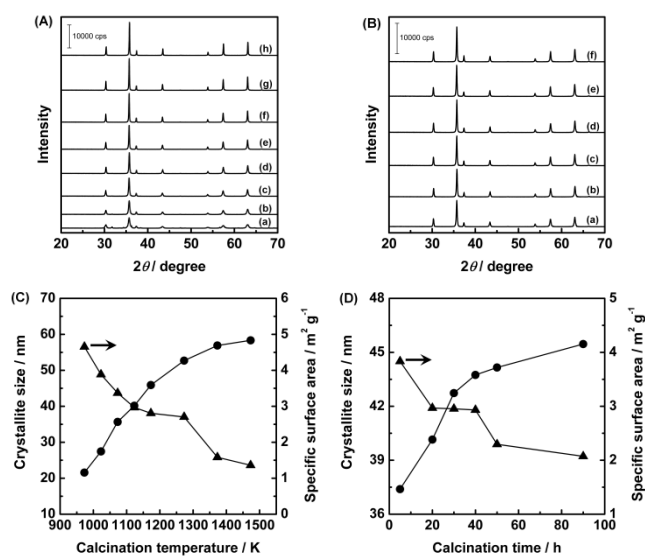 (A)
10000 cps
(h)
(g)
(f)
(e)
(d)
(c)
(b)
(a)
Intensity
20 30 40 50 60 70
2θ / degree
(B)
10000 cps
(f)
(e)
(d)
(c)
(b)
(a)
Intensity
20 30 40 50 60 70
2θ / degree
(C)
70
60
50
40
30
20
10
Crystallite size / nm
6
5
4
3
2
1
0
Specific surface area / m² g⁻¹
900 1000 1100 1200 1300 1400 1500
Calcination temperature / K
(D)
48
45
42
39
36
Crystallite size / nm
5
4
3
2
1
Specific surface area / m² g⁻¹
0 20 40 60 80 100
Calcination time / h